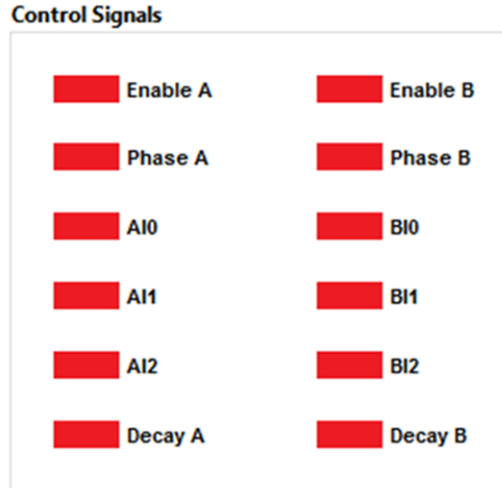 Control Signals
Enable A Enable B
Phase A Phase B
AI0 BI0
AI1 BI1
AI2 BI2
Decay A Decay B